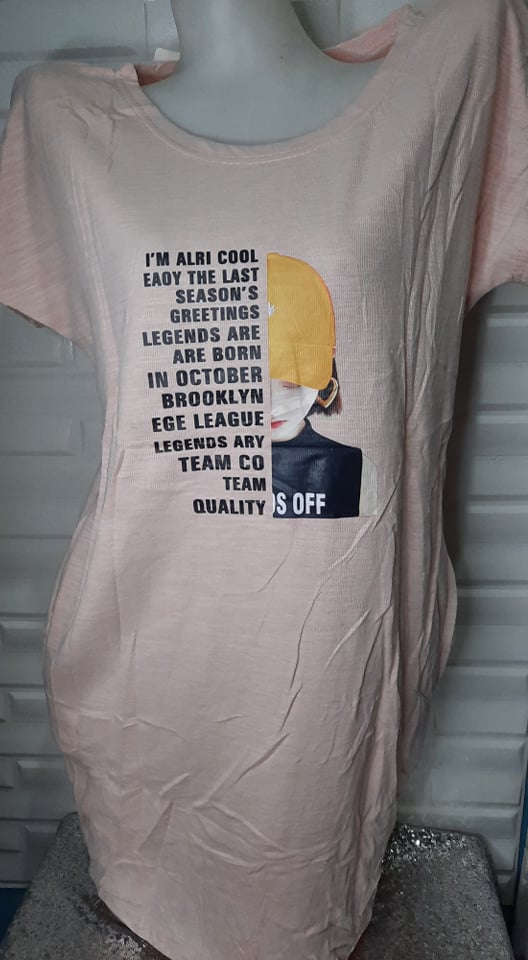 I'M ALRI COOL
EAOY THE LAST
SEASON'S
GREETINGS
LEGENDS ARE
ARE BORN
IN OCTOBER
BROOKLYN
EGE LEAGUE
LEGENDS ARY
TEAM CO
TEAM
QUALITY
OFF